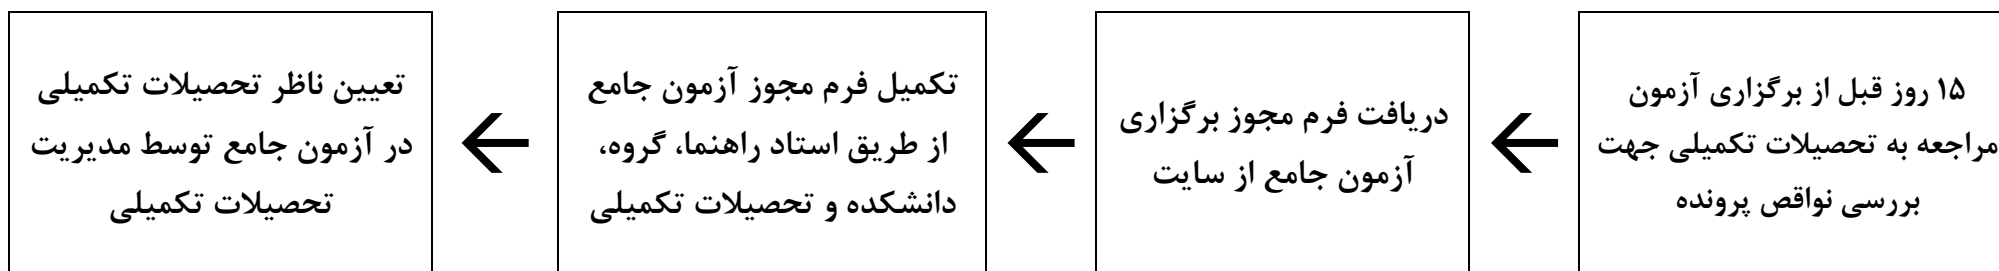 ۱۵ روز قبل از برگزاری آزمون
مراجعه به تحصیلات تکمیلی جهت
بررسی نواقص پرونده
دریافت فرم مجوز برگزاری
آزمون جامع از سایت
تکمیل فرم مجوز آزمون جامع
از طریق استاد راهنما، گروه،
دانشکده و تحصیلات تکمیلی
تعیین ناظر تحصیلات تکمیلی
در آزمون جامع توسط مدیریت
تحصیلات تکمیلی